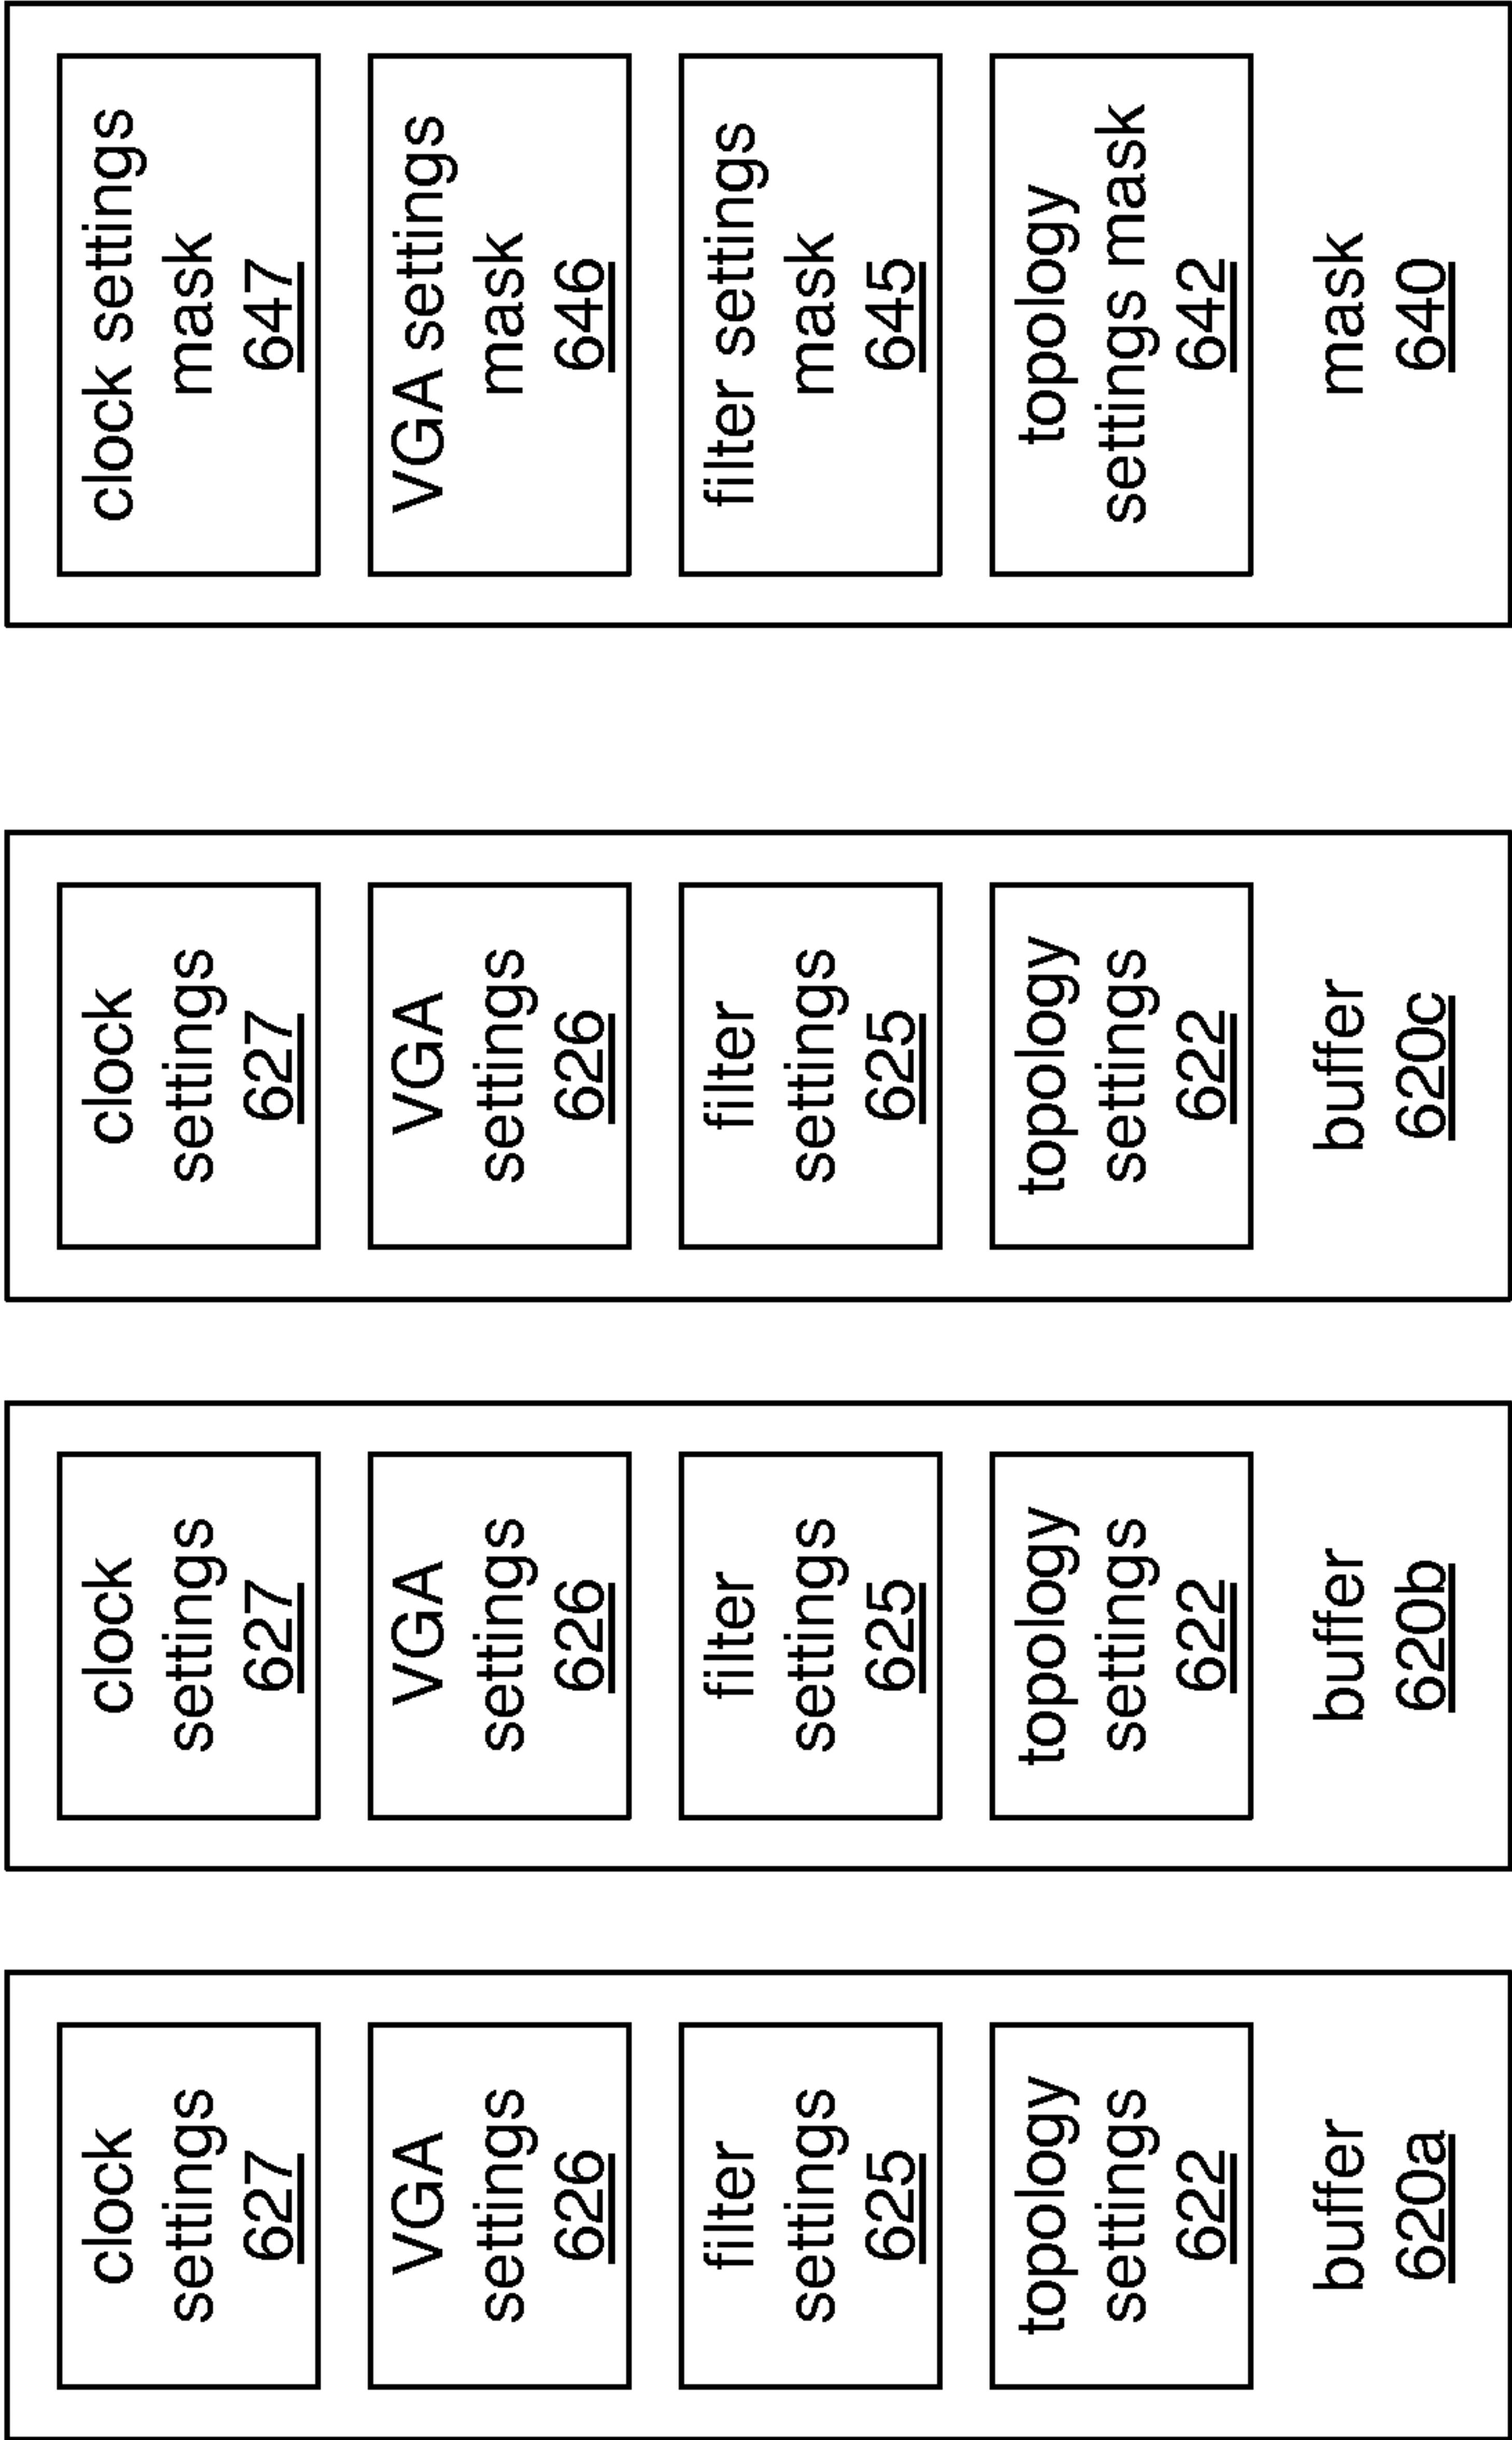 clock
settings
627
VGA
settings
626
filter
settings
625
topology
settings
622
buffer
620a
clock
settings
627
VGA
settings
626
filter
settings
625
topology
settings
622
buffer
620b
clock
settings
627
VGA
settings
626
filter
settings
625
topology
settings
622
buffer
620c
clock settings
mask
647
VGA settings
mask
646
filter settings
mask
645
topology
settings mask
642
mask
640